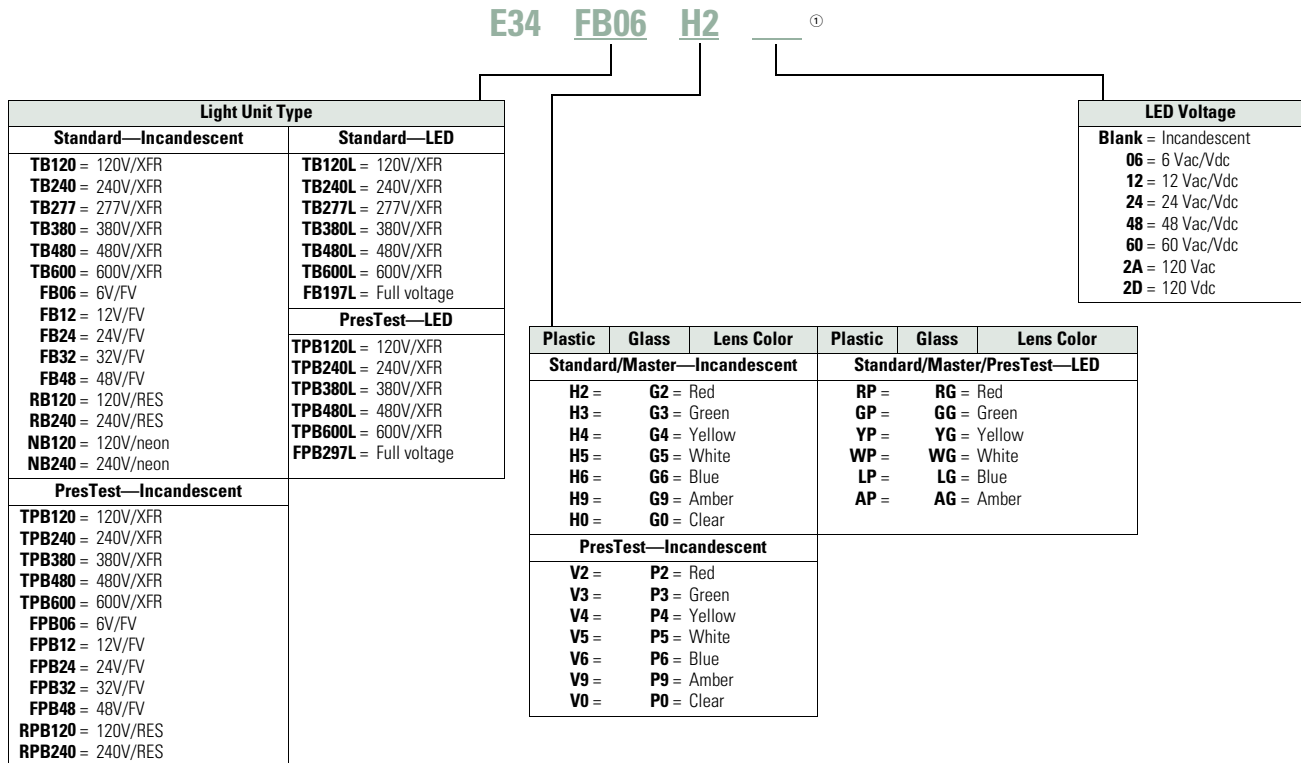 E34 FB06 H2 ___ ①
Light Unit Type
Standard—Incandescent
TB120 = 120V/XFR
TB240 = 240V/XFR
TB277 = 277V/XFR
TB380 = 380V/XFR
TB480 = 480V/XFR
TB600 = 600V/XFR
FB06 = 6V/FV
FB12 = 12V/FV
FB24 = 24V/FV
FB32 = 32V/FV
FB48 = 48V/FV
RB120 = 120V/RES
RB240 = 240V/RES
NB120 = 120V/neon
NB240 = 240V/neon
PresTest—Incandescent
TPB120 = 120V/XFR
TPB240 = 240V/XFR
TPB380 = 380V/XFR
TPB480 = 480V/XFR
TPB600 = 600V/XFR
FPB06 = 6V/FV
FPB12 = 12V/FV
FPB24 = 24V/FV
FPB32 = 32V/FV
FPB48 = 48V/FV
RPB120 = 120V/RES
RPB240 = 240V/RES
Standard—LED
TB120L = 120V/XFR
TB240L = 240V/XFR
TB277L = 277V/XFR
TB380L = 380V/XFR
TB480L = 480V/XFR
TB600L = 600V/XFR
FB197L = Full voltage
PresTest—LED
TPB120L = 120V/XFR
TPB240L = 240V/XFR
TPB380L = 380V/XFR
TPB480L = 480V/XFR
TPB600L = 600V/XFR
FPB297L = Full voltage
Plastic Glass Lens Color
Standard/Master—Incandescent
H2 = G2 = Red
H3 = G3 = Green
H4 = G4 = Yellow
H5 = G5 = White
H6 = G6 = Blue
H9 = G9 = Amber
H0 = G0 = Clear
PresTest—Incandescent
V2 = P2 = Red
V3 = P3 = Green
V4 = P4 = Yellow
V5 = P5 = White
V6 = P6 = Blue
V9 = P9 = Amber
V0 = P0 = Clear
Plastic Glass Lens Color
Standard/Master/PresTest—LED
RP = RG = Red
GP = GG = Green
YP = YG = Yellow
WP = WG = White
LP = LG = Blue
AP = AG = Amber
LED Voltage
Blank = Incandescent
06 = 6 Vac/Vdc
12 = 12 Vac/Vdc
24 = 24 Vac/Vdc
48 = 48 Vac/Vdc
60 = 60 Vac/Vdc
2A = 120 Vac
2D = 120 Vdc